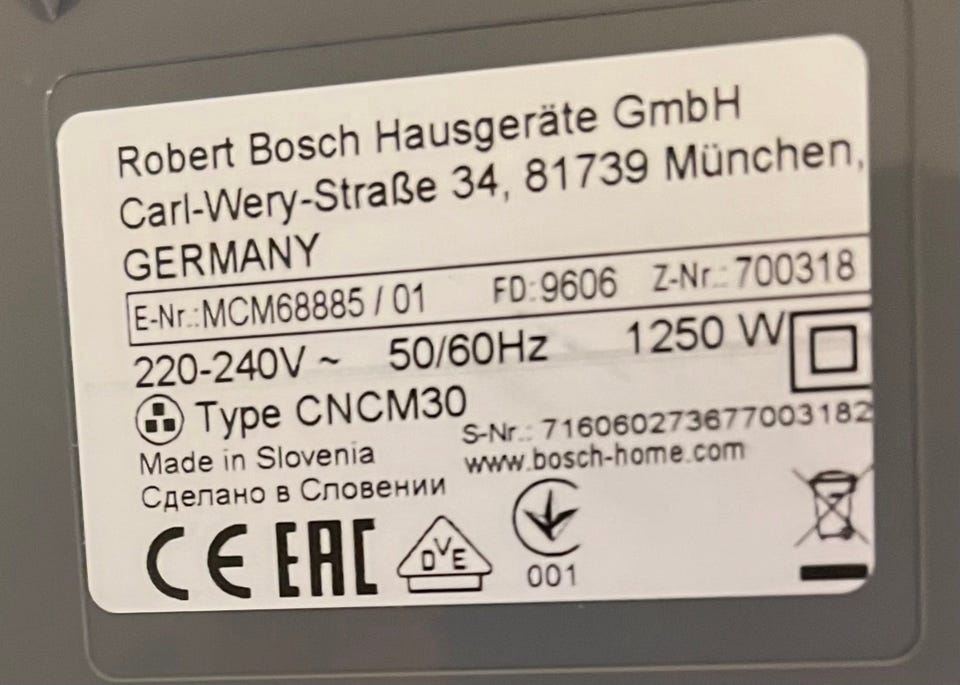 Robert Bosch Hausgeräte GmbH
Carl-Wery-Straße 34, 81739 München,
GERMANY
E-Nr.:MCM68885 / 01 FD:9606 Z-Nr.:700318
220-240V ~ 50/60Hz 1250 W
Type CNCM30
S-Nr.: 716060273677003182
Made in Slovenia
www.bosch-home.com
Сделано в Словении
CE EAC DVE
001